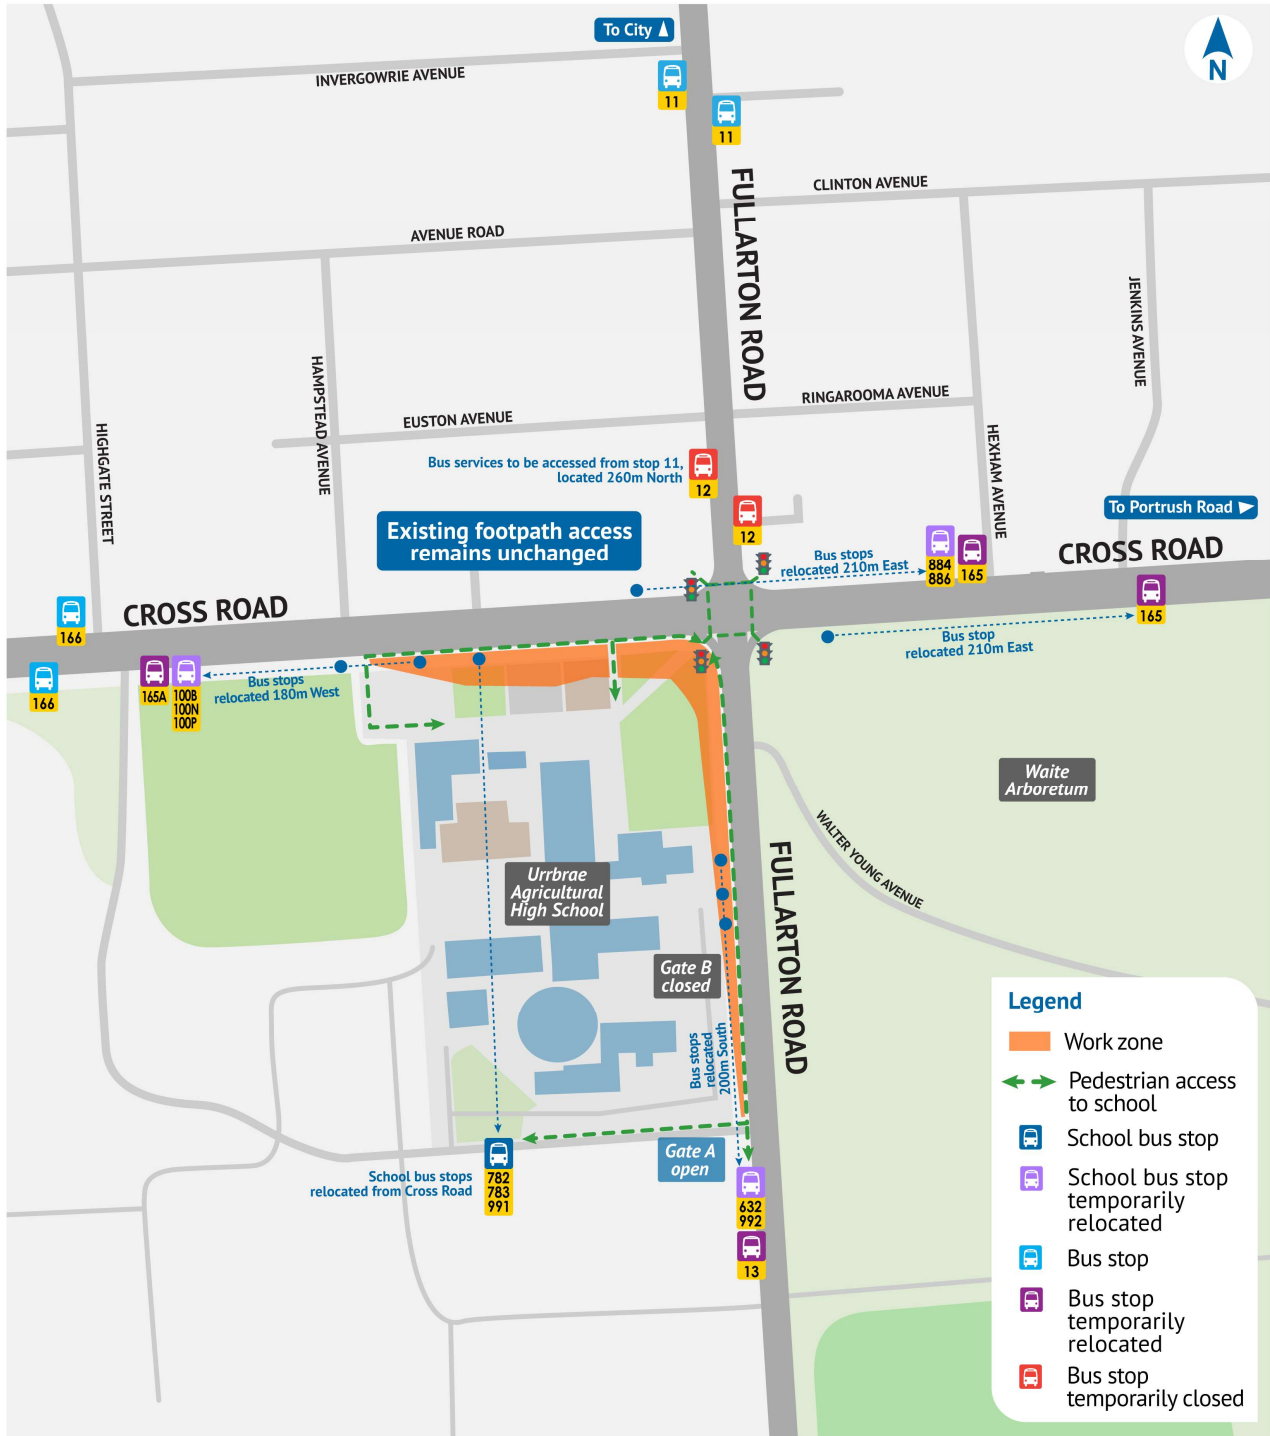 To City
N
INVERGOWRIE AVENUE
11
11
FULLARTON ROAD
CLINTON AVENUE
AVENUE ROAD
JENKINS AVENUE
HAMPSTEAD AVENUE
RINGAROOMA AVENUE
EUSTON AVENUE
HIGHGATE STREET
HEXHAM AVENUE
Bus services to be accessed from stop 11,
located 260m North
12
12
To Portrush Road
Existing footpath access
remains unchanged
CROSS ROAD
Bus stops
relocated 210m East
884
886
165
165
CROSS ROAD
166
166
Bus stop
relocated 210m East
165A
100B
100N
100P
Bus stops
relocated 180m West
Waite
Arboretum
WALTER YOUNG AVENUE
FULLARTON ROAD
Urrbrae
Agricultural
High School
Gate B
closed
Bus stops
relocated
200m South
Gate A
open
School bus stops
relocated from Cross Road
782
783
991
632
992
13
Legend
Work zone
Pedestrian access
to school
School bus stop
School bus stop
temporarily
relocated
Bus stop
Bus stop
temporarily
relocated
Bus stop
temporarily closed